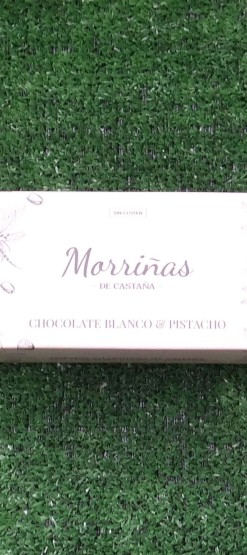 Morriñas
DE CASTAÑA
CHOCOLATE BLANCO & PISTACHO